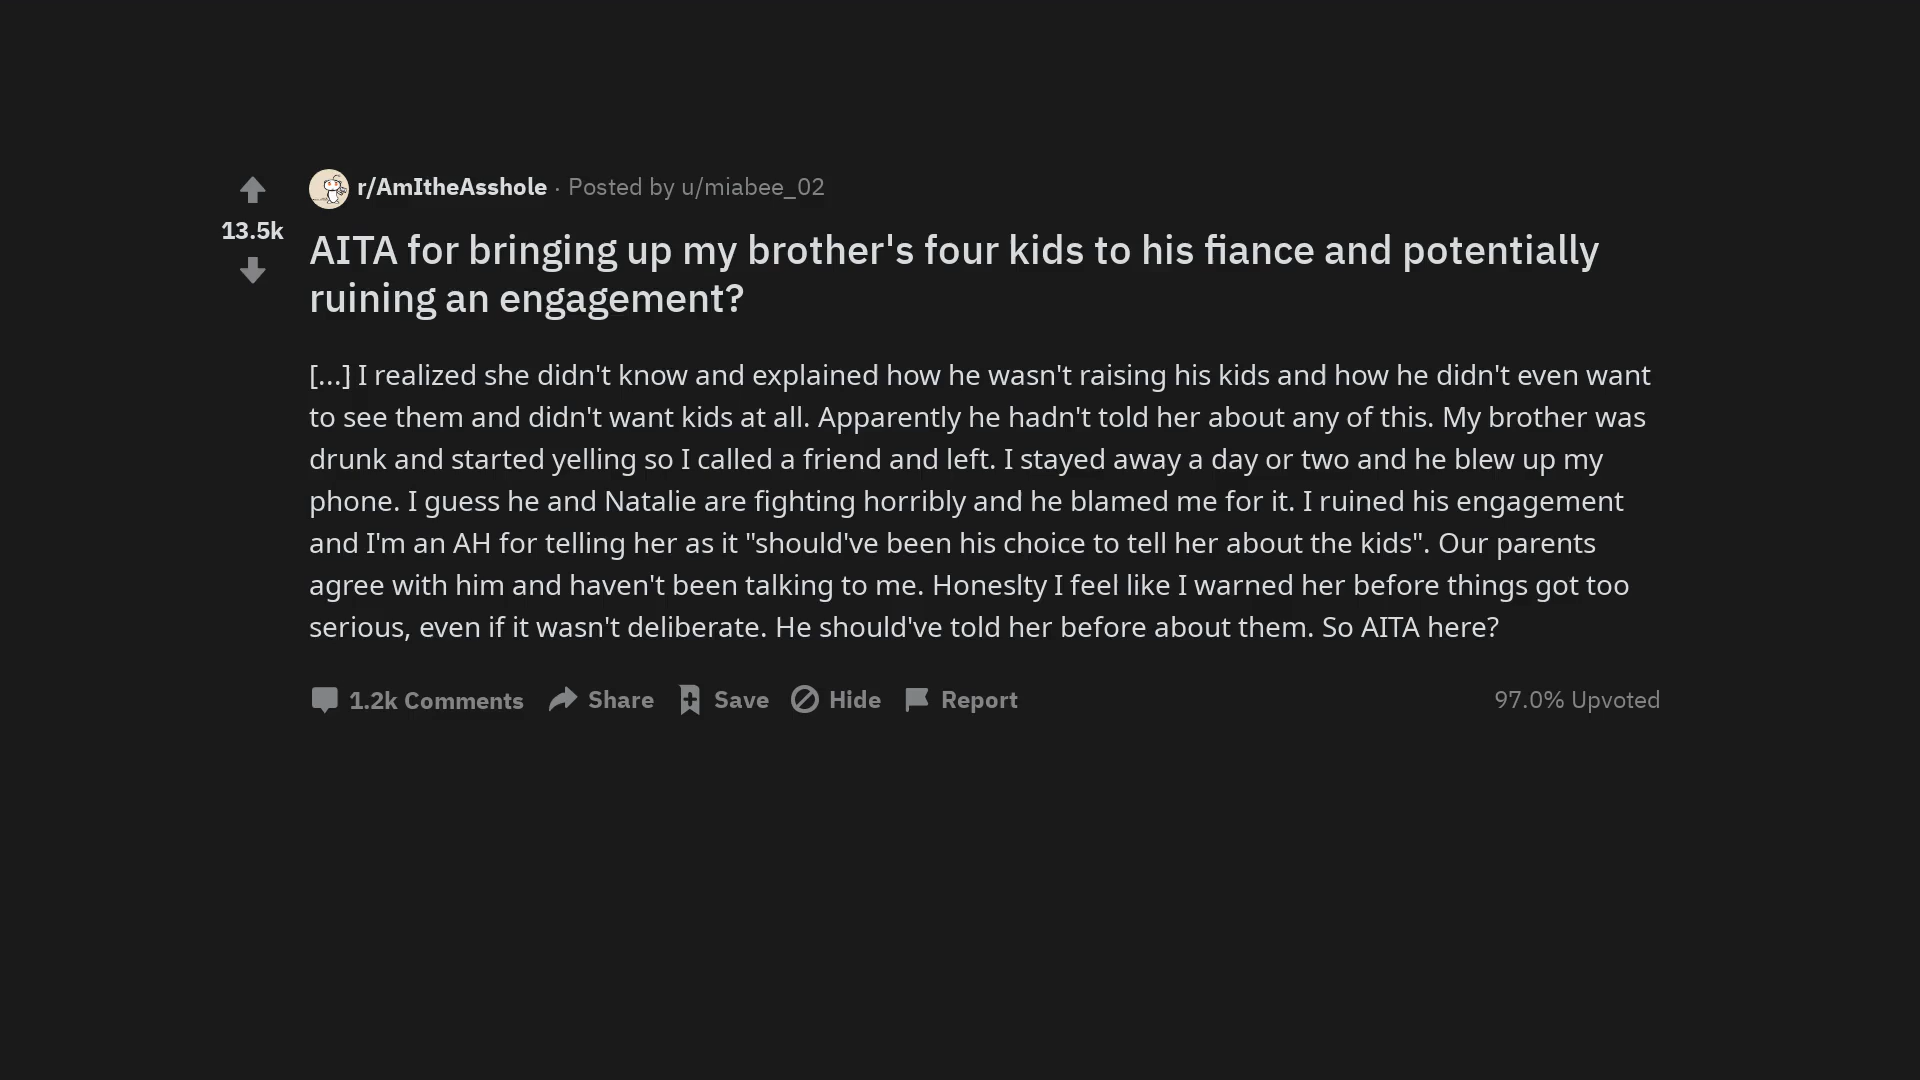 r/AmItheAsshole · Posted by u/miabee_02
13.5k
AITA for bringing up my brother's four kids to his fiance and potentially
ruining an engagement?
[...] I realized she didn't know and explained how he wasn't raising his kids and how he didn't even want
to see them and didn't want kids at all. Apparently he hadn't told her about any of this. My brother was
drunk and started yelling so I called a friend and left. I stayed away a day or two and he blew up my
phone. I guess he and Natalie are fighting horribly and he blamed me for it. I ruined his engagement
and I'm an AH for telling her as it "should've been his choice to tell her about the kids". Our parents
agree with him and haven't been talking to me. Honeslty I feel like I warned her before things got too
serious, even if it wasn't deliberate. He should've told her before about them. So AITA here?
1.2k Comments Share Save Hide Report 97.0% Upvoted